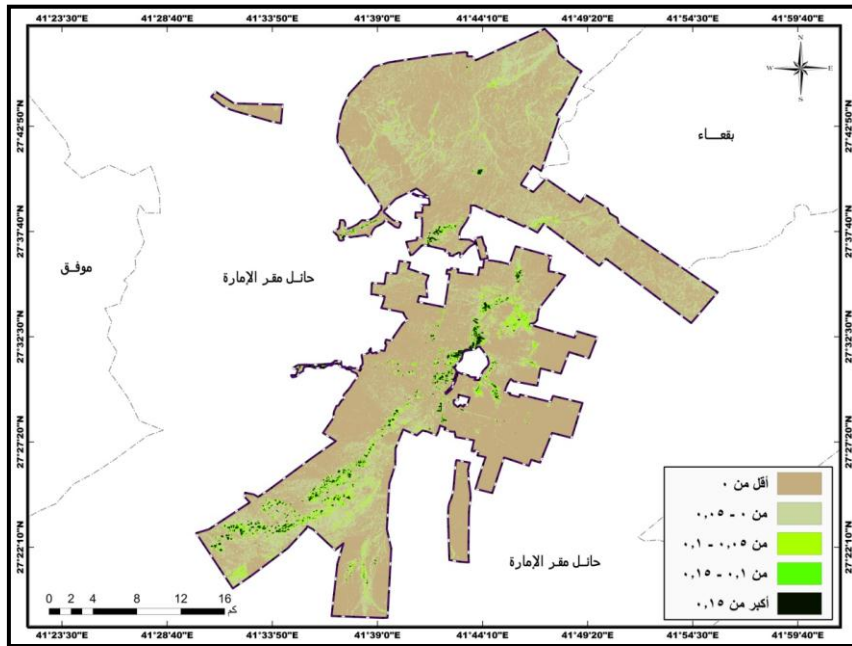 41°23'30"E 41°28'40"E 41°33'50"E 41°39'0"E 41°44'10"E 41°49'20"E 41°54'30"E 41°59'40"E
N
W E
S
27°42'50"N 27°42'50"N
بقعـــاء
27°37'40"N 27°37'40"N
موفـق
حائـل مقر الإمارة
27°32'30"N 27°32'30"N
27°27'20"N 27°27'20"N
أقل من ٠
من ٠ - ٠,٠٥
من ٠,٠٥ - ٠,١
من ٠,١ - ٠,١٥
أكبر من ٠,١٥
27°22'10"N 27°22'10"N
حائـل مقر الإمارة
0 2 4 8 12 16
كم
41°23'30"E 41°28'40"E 41°33'50"E 41°39'0"E 41°44'10"E 41°49'20"E 41°54'30"E 41°59'40"E